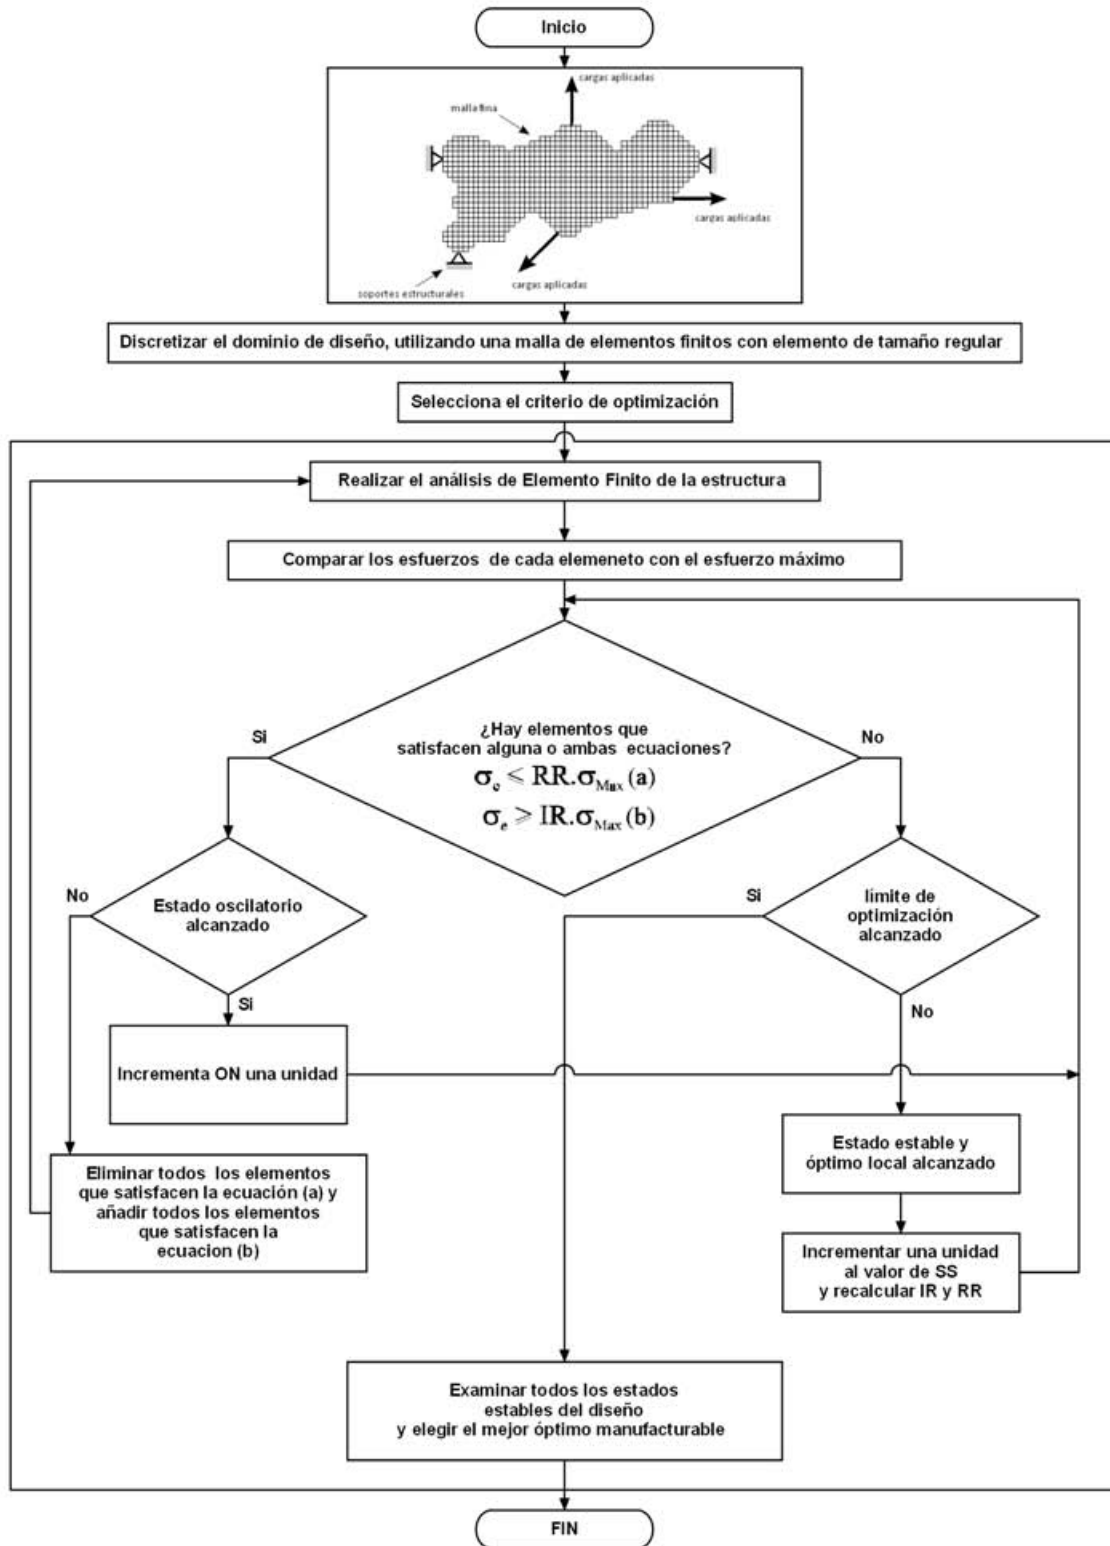 Inicio
cargas aplicadas
malla fina
cargas aplicadas
cargas aplicadas
soportes estructurales
Discretizar el dominio de diseño, utilizando una malla de elementos finitos con elemento de tamaño regular
Selecciona el criterio de optimización
Realizar el análisis de Elemento Finito de la estructura
Comparar los esfuerzos de cada elemeneto con el esfuerzo máximo
¿Hay elementos que
satisfacen alguna o ambas ecuaciones?
σe ≤ RR.σMax (a)
σe ≥ IR.σMax (b)
Si
No
No
Estado oscilatorio
alcanzado
Si
Si
límite de
optimización
alcanzado
No
Incrementa ON una unidad
Estado estable y
óptimo local alcanzado
Eliminar todos los elementos
que satisfacen la ecuación (a) y
añadir todos los elementos
que satisfacen la
ecuacion (b)
Incrementar una unidad
al valor de SS
y recalcular IR y RR
Examinar todos los estados
estables del diseño
y elegir el mejor óptimo manufacturable
FIN